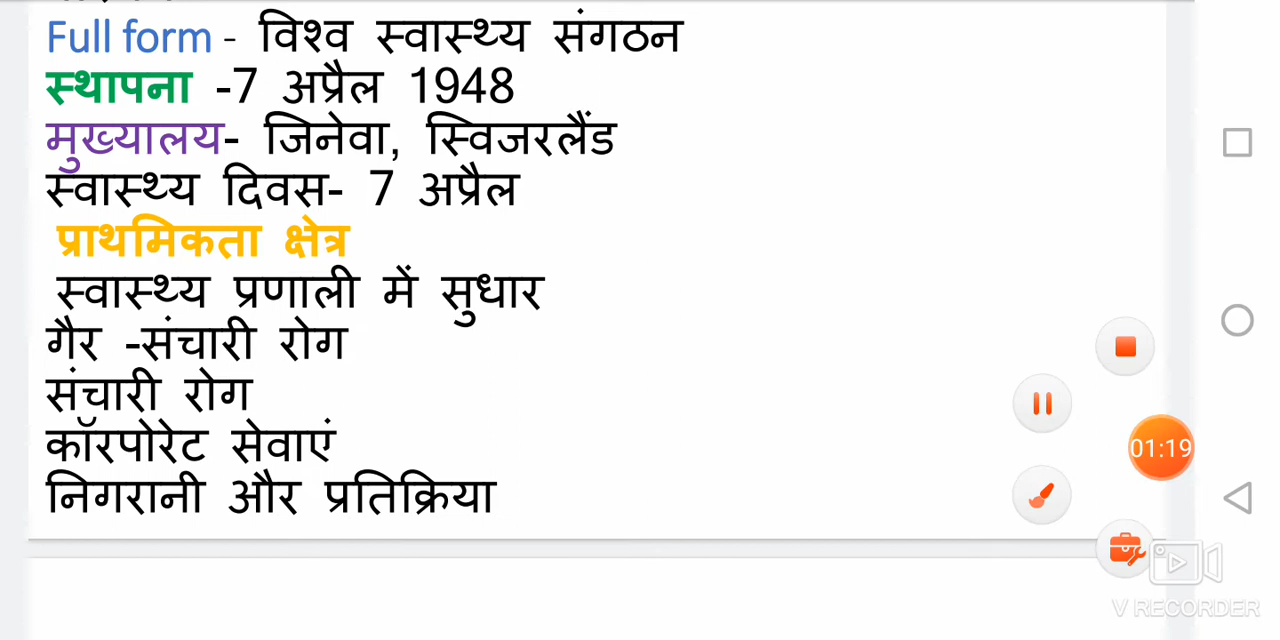 Full form - विश्व स्वास्थ्य संगठन
स्थापना -7 अप्रैल 1948
मुख्यालय- जिनेवा, स्विजरलैंड
स्वास्थ्य दिवस- 7 अप्रैल
प्राथमिकता क्षेत्र
स्वास्थ्य प्रणाली में सुधार
गैर -संचारी रोग
संचारी रोग
कॉरपोरेट सेवाएं
01:19
निगरानी और प्रतिक्रिया
V RECORDER